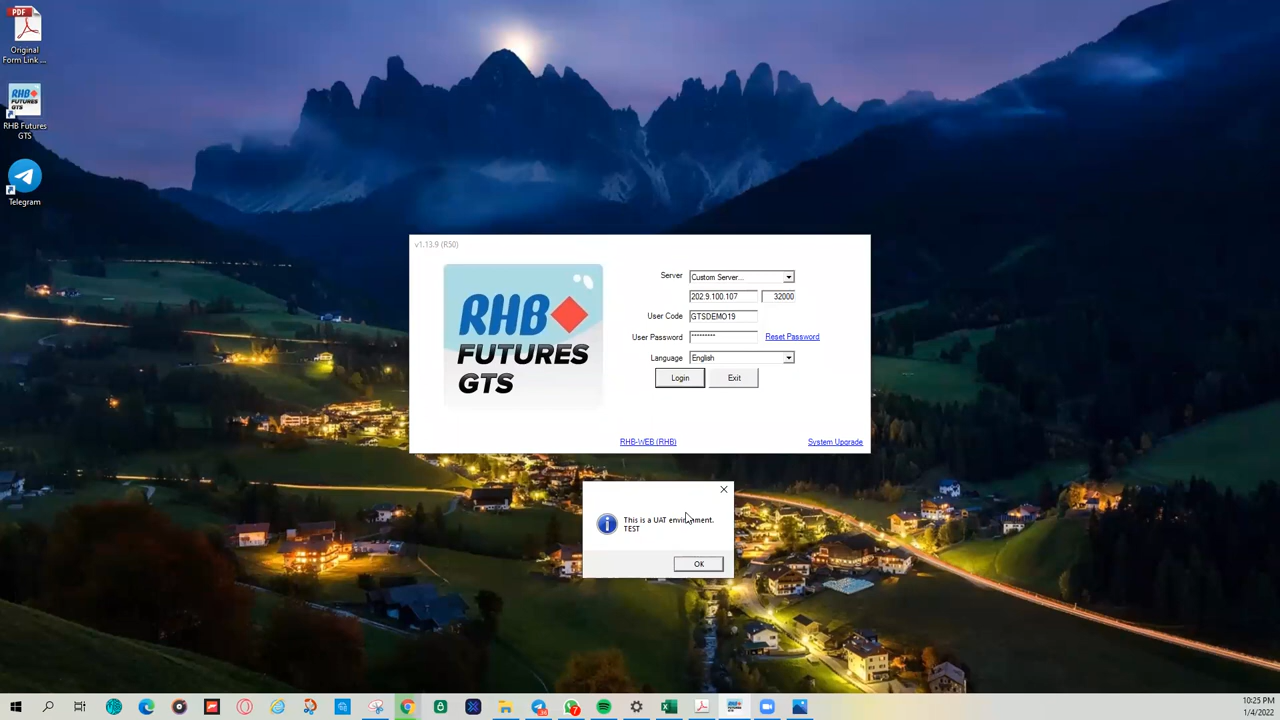 PDF
Original
Form Link ...
RHB
FUTURES
GTS
RHB Futures
GTS
Telegram
v1.13.9 (R50)
RHB
FUTURES
GTS
Server
Custom Server...
202.9.100.107
32000
User Code
GTSDEMO19
User Password
*********
Reset Password
Language
English
Login
Exit
RHB-WEB (RHB)
System Upgrade
This is a UAT environment.
TEST
OK
10:25 PM
1/4/2022